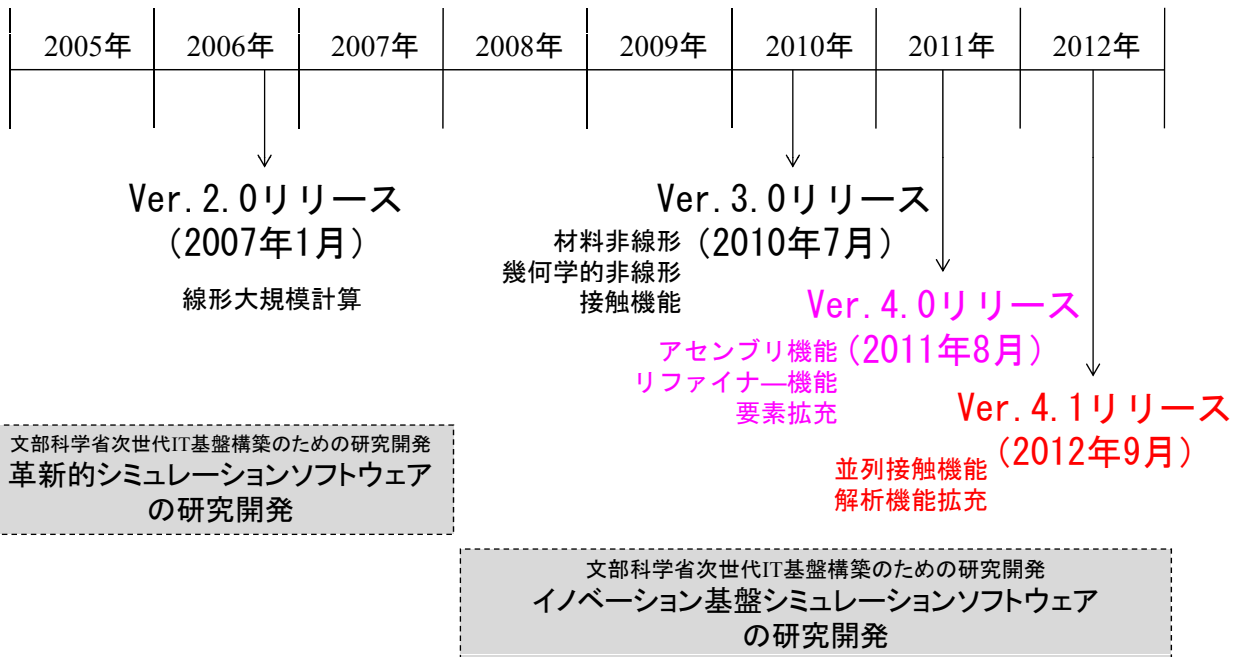 2005年 2006年 2007年 2008年 2009年 2010年 2011年 2012年
Ver.2.0リリース
(2007年1月)
線形大規模計算
Ver.3.0リリース
(2010年7月)
材料非線形
幾何学的非線形
接触機能
Ver.4.0リリース
(2011年8月)
アセンブリ機能
リファイナ―機能
要素拡充
Ver.4.1リリース
(2012年9月)
並列接触機能
解析機能拡充
文部科学省次世代IT基盤構築のための研究開発
革新的シミュレーションソフトウェア
の研究開発
文部科学省次世代IT基盤構築のための研究開発
イノベーション基盤シミュレーションソフトウェア
の研究開発